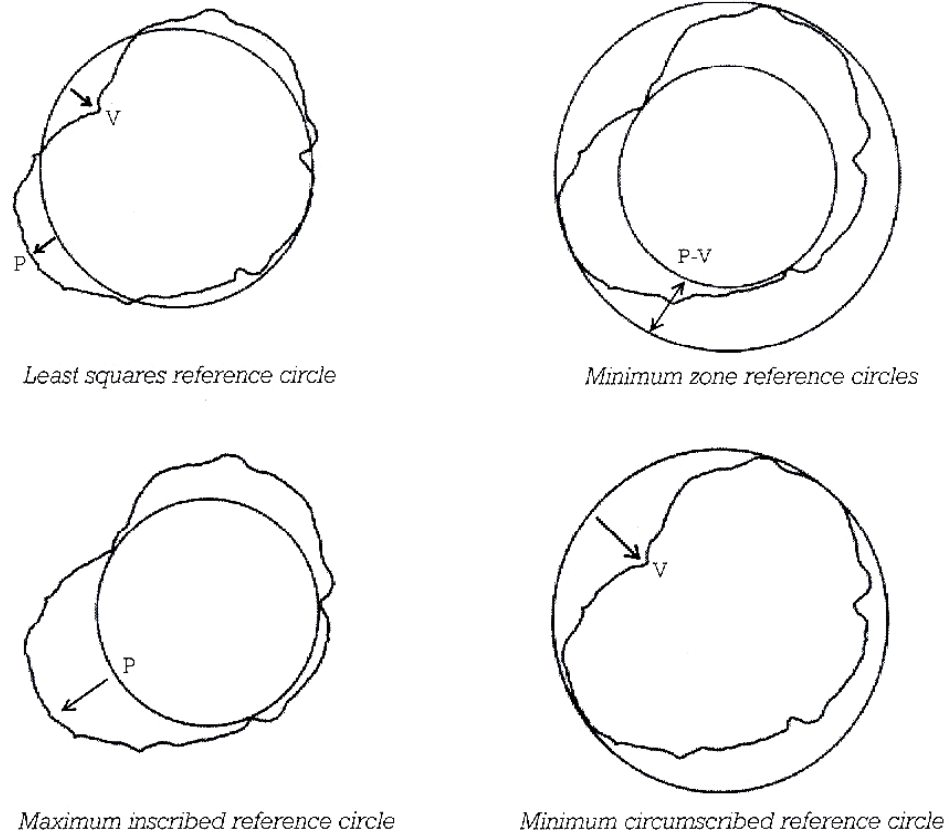 V
P
Least squares reference circle
P-V
Minimum zone reference circles
P
Maximum inscribed reference circle
V
Minimum circumscribed reference circle